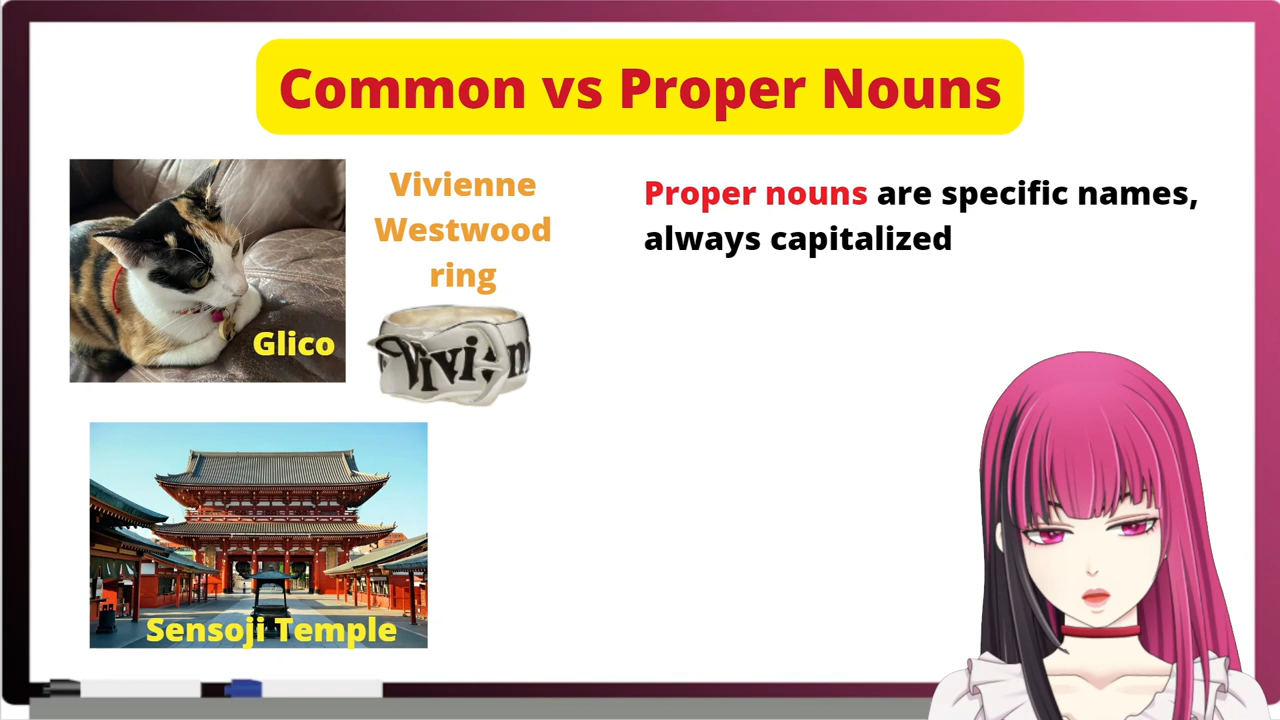 Common vs Proper Nouns
Vivienne
Westwood
ring
Proper nouns are specific names,
always capitalized
Glico
Sensoji Temple